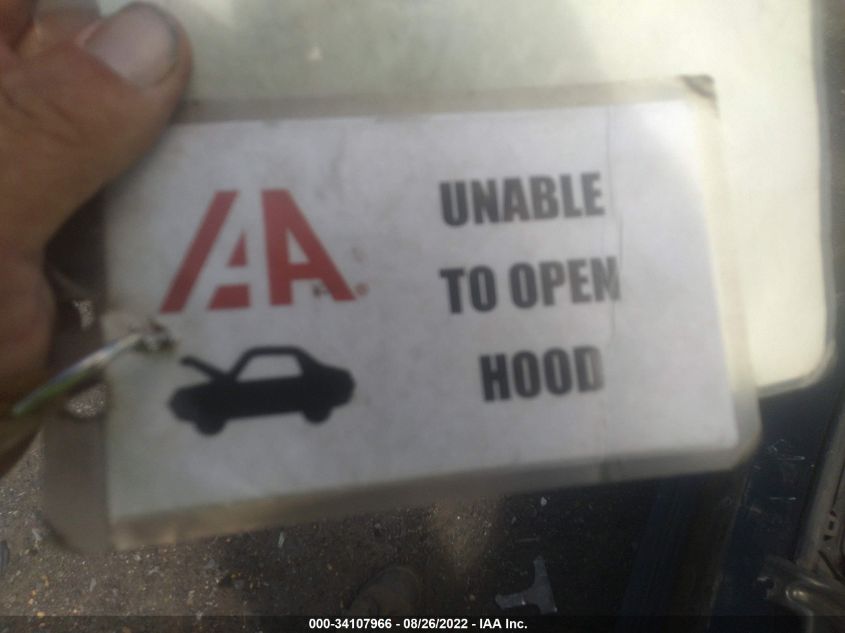 IAA
UNABLE
TO OPEN
HOOD
000-34107966 - 08/26/2022 - IAA Inc.